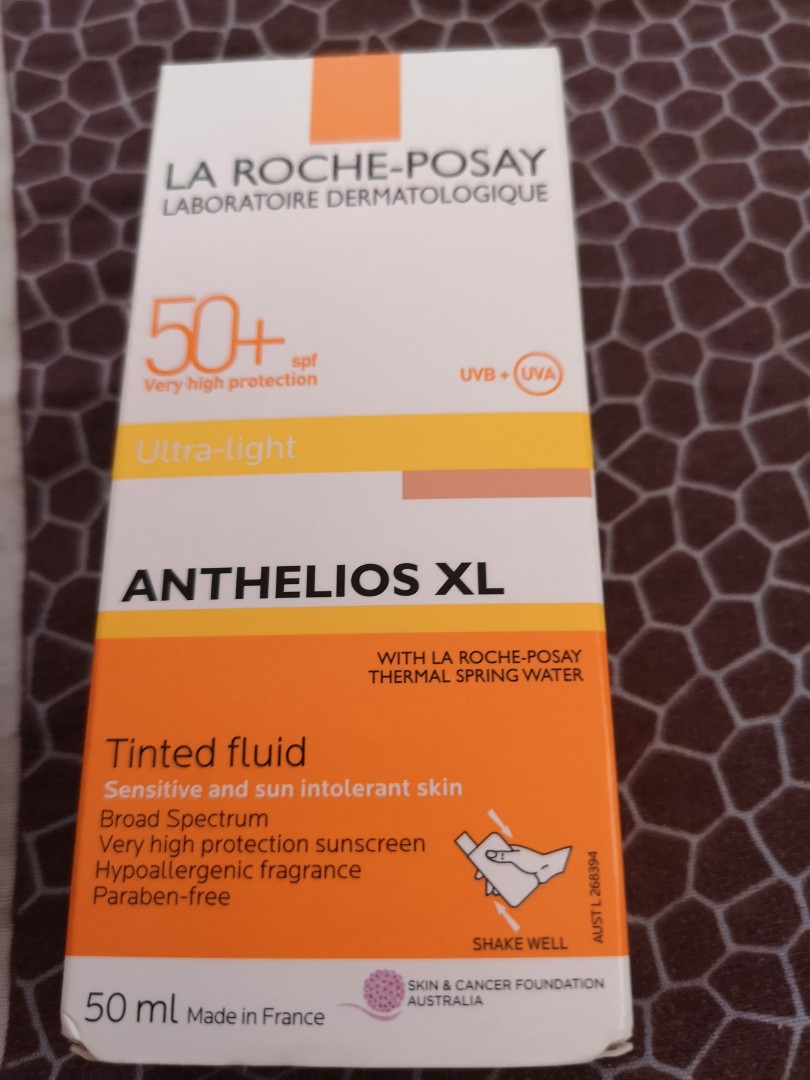 LA ROCHE-POSAY
LABORATOIRE DERMATOLOGIQUE
50+ spf
Very high protection
UVB + UVA
Ultra-light
ANTHELIOS XL
WITH LA ROCHE-POSAY
THERMAL SPRING WATER
Tinted fluid
Sensitive and sun intolerant skin
Broad Spectrum
Very high protection sunscreen
Hypoallergenic fragrance
Paraben-free
SHAKE WELL
AUST L 268394
50 ml Made in France
SKIN & CANCER FOUNDATION
AUSTRALIA